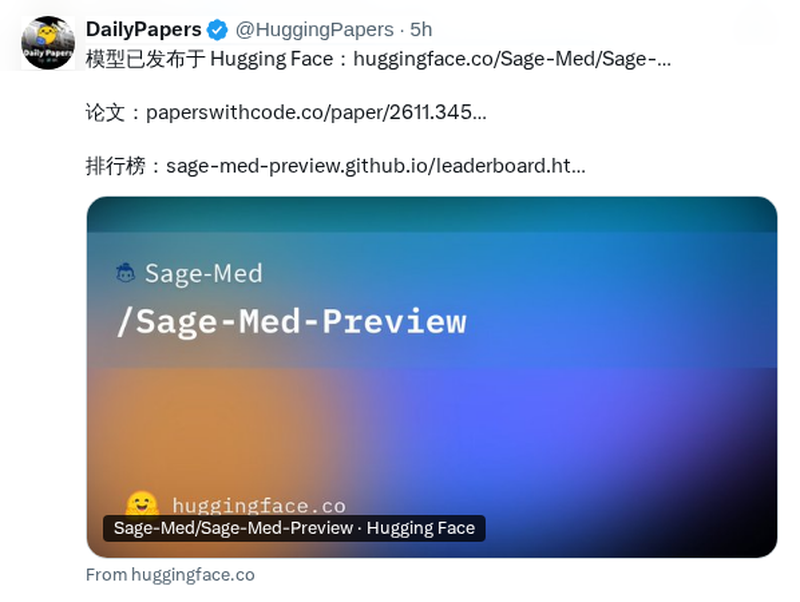 DailyPapers @HuggingPapers · 5h
模型已发布于 Hugging Face：huggingface.co/Sage-Med/Sage-...
论文：paperswithcode.co/paper/2611.345...
排行榜：sage-med-preview.github.io/leaderboard.ht...
Sage-Med
/Sage-Med-Preview
huggingface.co
Sage-Med/Sage-Med-Preview · Hugging Face
From huggingface.co